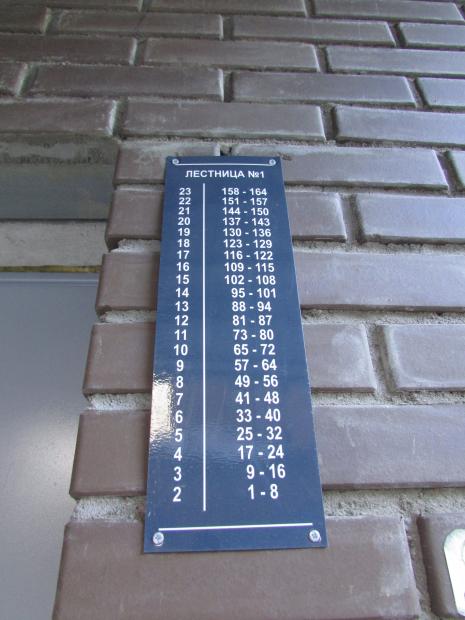 ЛЕСТНИЦА №1
23 158 - 164
22 151 - 157
21 144 - 150
20 137 - 143
19 130 - 136
18 123 - 129
17 116 - 122
16 109 - 115
15 102 - 108
14 95 - 101
13 88 - 94
12 81 - 87
11 73 - 80
10 65 - 72
9 57 - 64
8 49 - 56
7 41 - 48
6 33 - 40
5 25 - 32
4 17 - 24
3 9 - 16
2 1 - 8